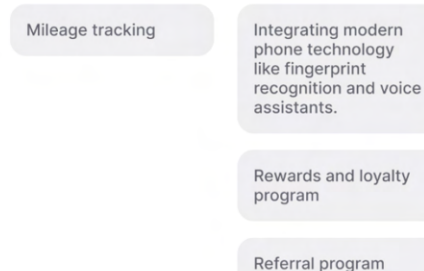 Mileage tracking
Integrating modern
phone technology
like fingerprint
recognition and voice
assistants.
Rewards and loyalty
program
Referral program